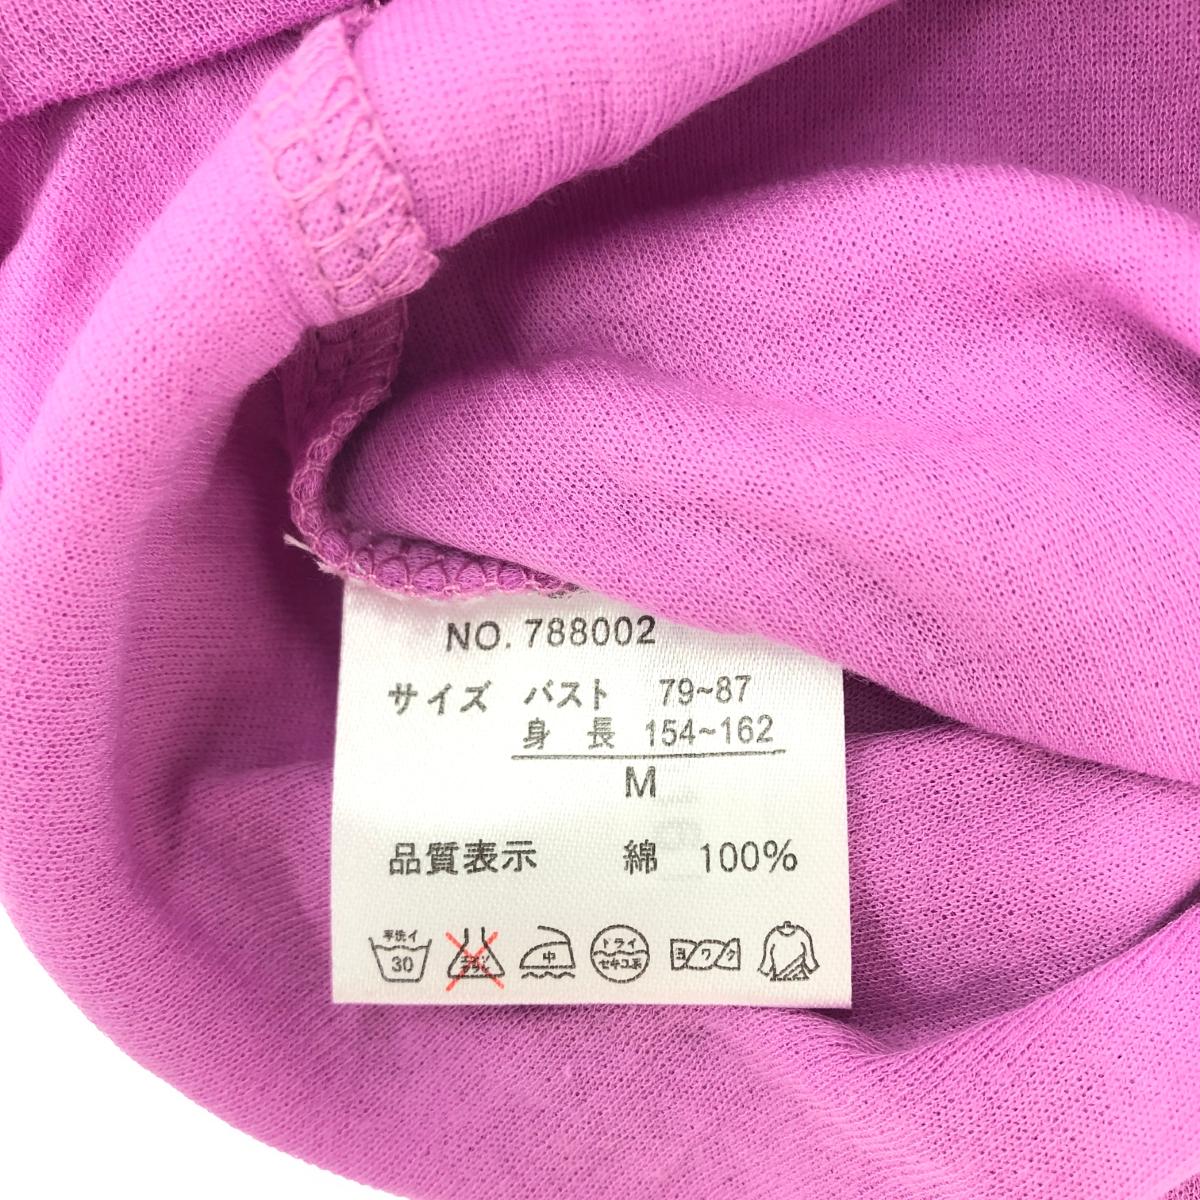 NO. 788002
サイズ バスト 79~87
身長 154~162
M
品質表示 綿 100%
手洗イ 30
中
ドライ セキユ系
ヨワク